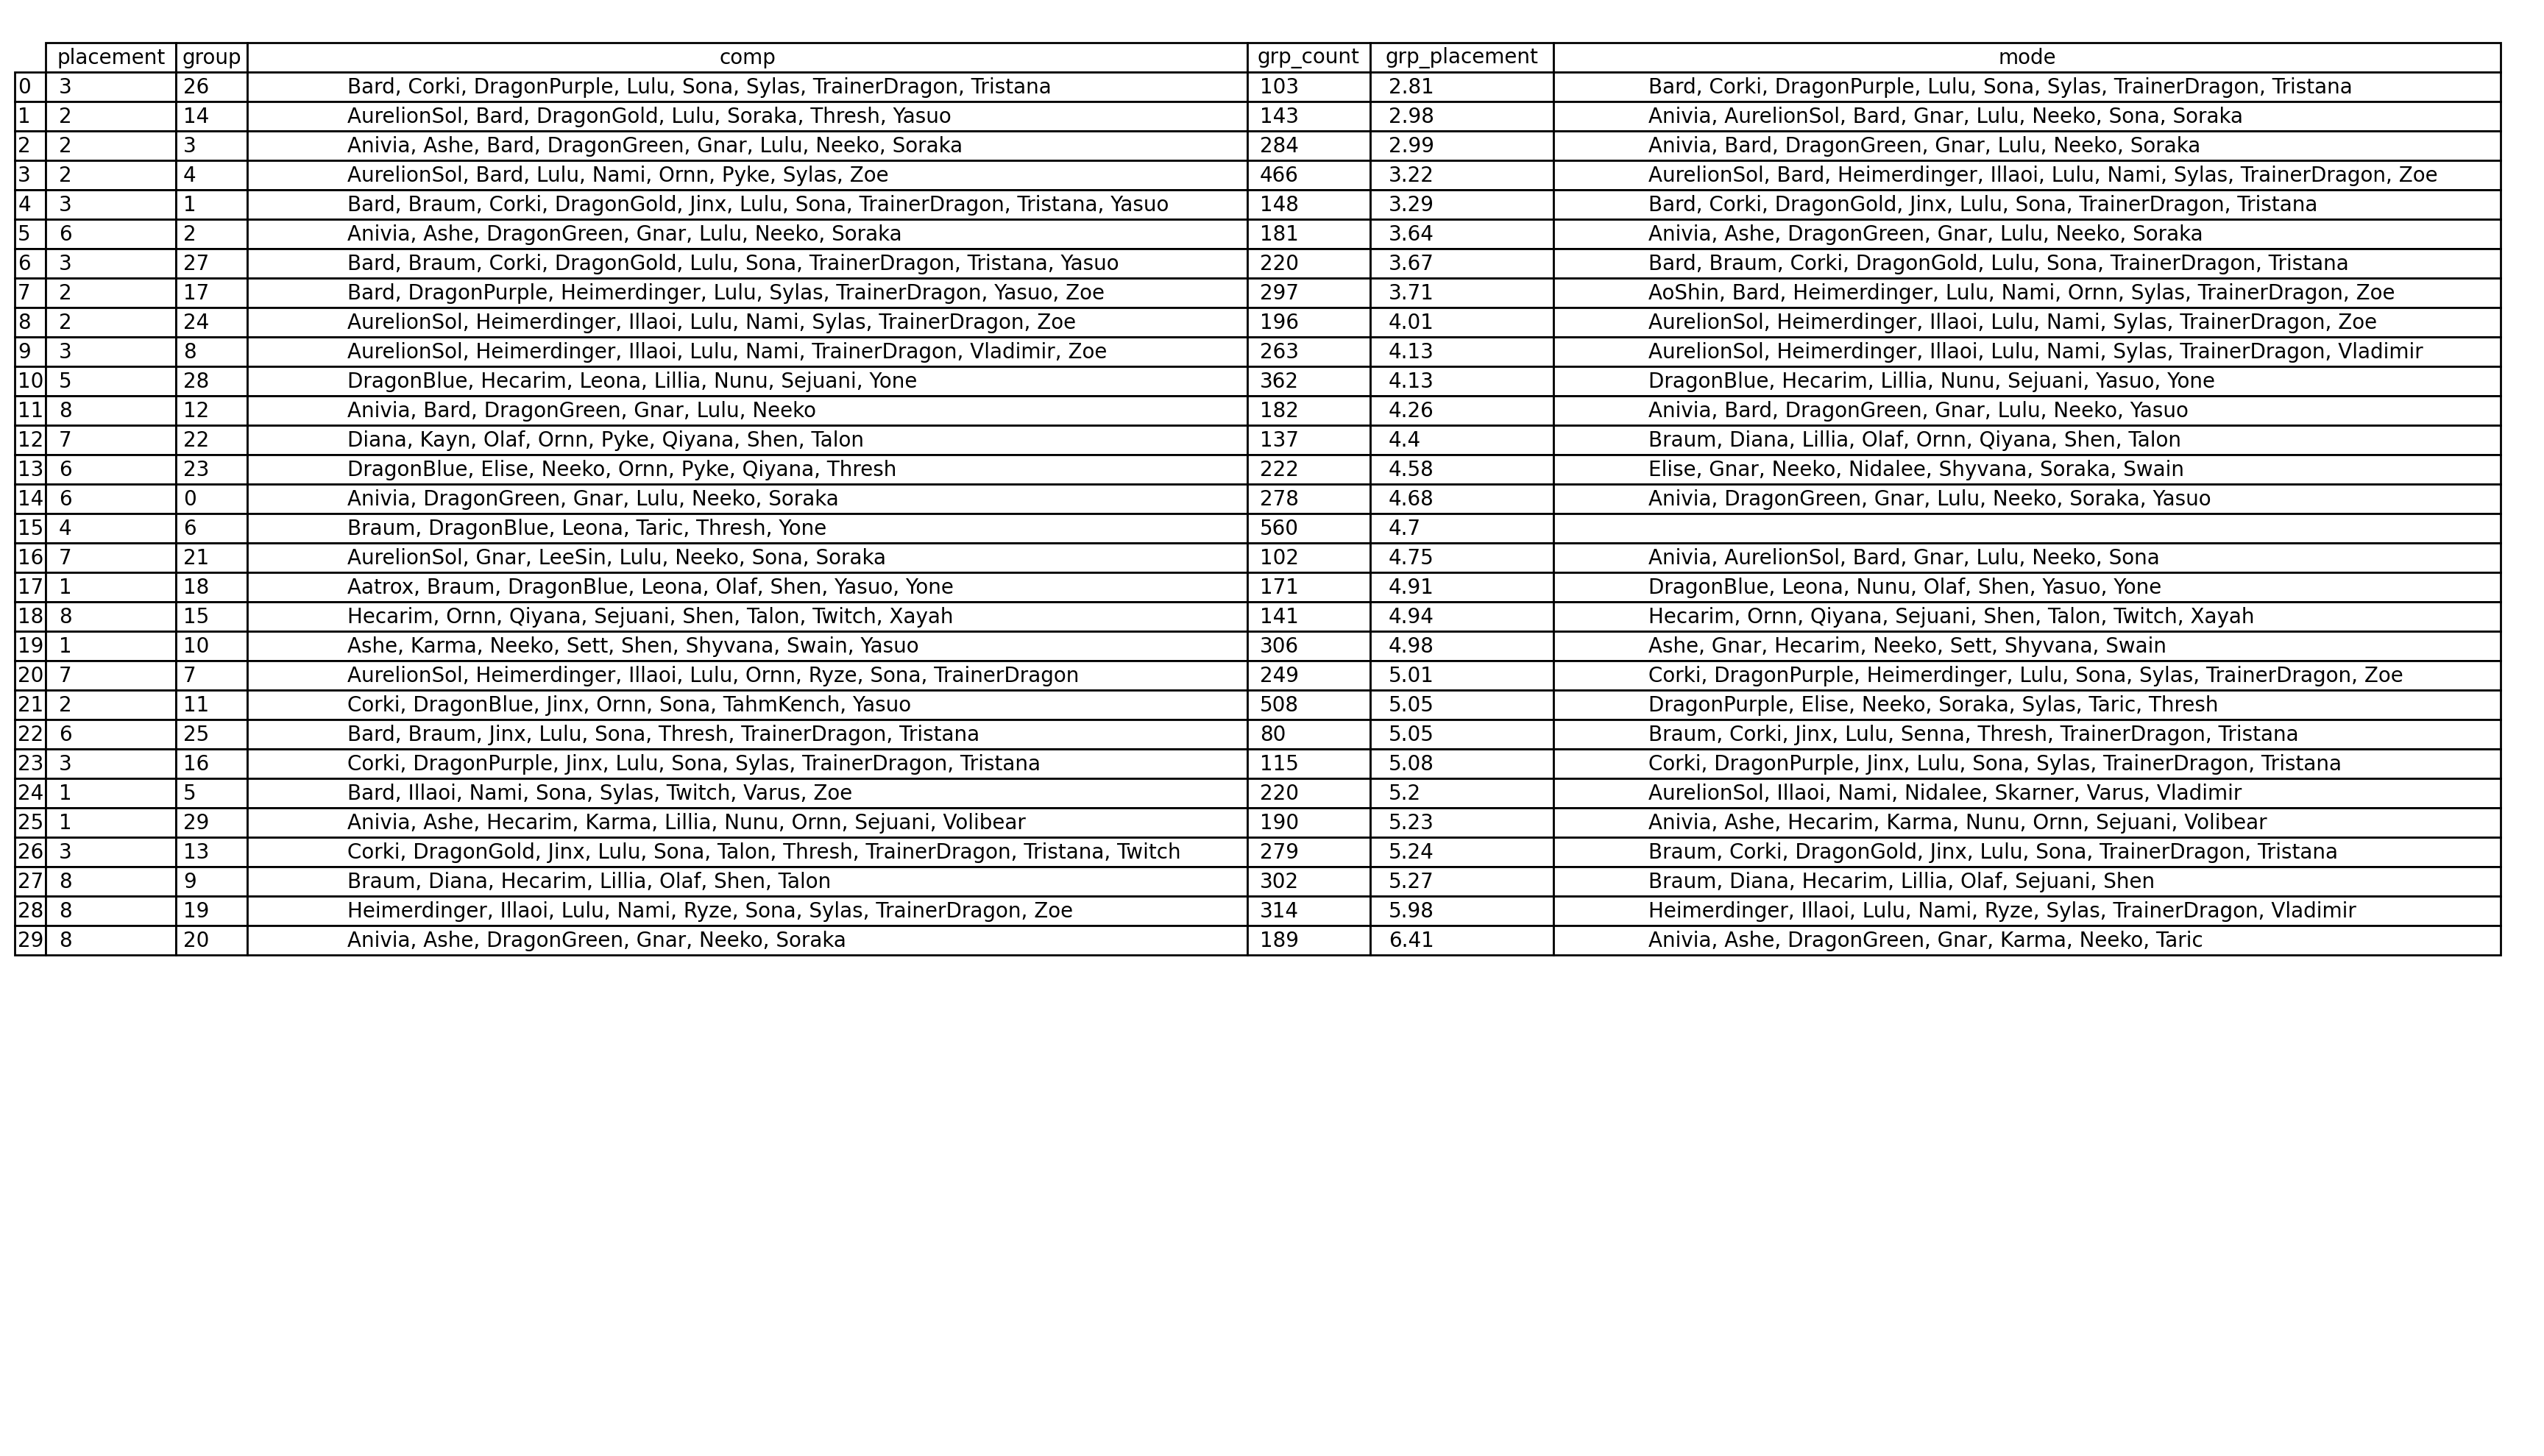 placement group comp grp_count grp_placement mode
0 3 26 Bard, Corki, DragonPurple, Lulu, Sona, Sylas, TrainerDragon, Tristana 103 2.81 Bard, Corki, DragonPurple, Lulu, Sona, Sylas, TrainerDragon, Tristana
1 2 14 AurelionSol, Bard, DragonGold, Lulu, Soraka, Thresh, Yasuo 143 2.98 Anivia, AurelionSol, Bard, Gnar, Lulu, Neeko, Sona, Soraka
2 2 3 Anivia, Ashe, Bard, DragonGreen, Gnar, Lulu, Neeko, Soraka 284 2.99 Anivia, Bard, DragonGreen, Gnar, Lulu, Neeko, Soraka
3 2 4 AurelionSol, Bard, Lulu, Nami, Ornn, Pyke, Sylas, Zoe 466 3.22 AurelionSol, Bard, Heimerdinger, Illaoi, Lulu, Nami, Sylas, TrainerDragon, Zoe
4 3 1 Bard, Braum, Corki, DragonGold, Jinx, Lulu, Sona, TrainerDragon, Tristana, Yasuo 148 3.29 Bard, Corki, DragonGold, Jinx, Lulu, Sona, TrainerDragon, Tristana
5 6 2 Anivia, Ashe, DragonGreen, Gnar, Lulu, Neeko, Soraka 181 3.64 Anivia, Ashe, DragonGreen, Gnar, Lulu, Neeko, Soraka
6 3 27 Bard, Braum, Corki, DragonGold, Lulu, Sona, TrainerDragon, Tristana, Yasuo 220 3.67 Bard, Braum, Corki, DragonGold, Lulu, Sona, TrainerDragon, Tristana
7 2 17 Bard, DragonPurple, Heimerdinger, Lulu, Sylas, TrainerDragon, Yasuo, Zoe 297 3.71 AoShin, Bard, Heimerdinger, Lulu, Nami, Ornn, Sylas, TrainerDragon, Zoe
8 2 24 AurelionSol, Heimerdinger, Illaoi, Lulu, Nami, Sylas, TrainerDragon, Zoe 196 4.01 AurelionSol, Heimerdinger, Illaoi, Lulu, Nami, Sylas, TrainerDragon, Zoe
9 3 8 AurelionSol, Heimerdinger, Illaoi, Lulu, Nami, TrainerDragon, Vladimir, Zoe 263 4.13 AurelionSol, Heimerdinger, Illaoi, Lulu, Nami, Sylas, TrainerDragon, Vladimir
10 5 28 DragonBlue, Hecarim, Leona, Lillia, Nunu, Sejuani, Yone 362 4.13 DragonBlue, Hecarim, Lillia, Nunu, Sejuani, Yasuo, Yone
11 8 12 Anivia, Bard, DragonGreen, Gnar, Lulu, Neeko 182 4.26 Anivia, Bard, DragonGreen, Gnar, Lulu, Neeko, Yasuo
12 7 22 Diana, Kayn, Olaf, Ornn, Pyke, Qiyana, Shen, Talon 137 4.4 Braum, Diana, Lillia, Olaf, Ornn, Qiyana, Shen, Talon
13 6 23 DragonBlue, Elise, Neeko, Ornn, Pyke, Qiyana, Thresh 222 4.58 Elise, Gnar, Neeko, Nidalee, Shyvana, Soraka, Swain
14 6 0 Anivia, DragonGreen, Gnar, Lulu, Neeko, Soraka 278 4.68 Anivia, DragonGreen, Gnar, Lulu, Neeko, Soraka, Yasuo
15 4 6 Braum, DragonBlue, Leona, Taric, Thresh, Yone 560 4.7
16 7 21 AurelionSol, Gnar, LeeSin, Lulu, Neeko, Sona, Soraka 102 4.75 Anivia, AurelionSol, Bard, Gnar, Lulu, Neeko, Sona
17 1 18 Aatrox, Braum, DragonBlue, Leona, Olaf, Shen, Yasuo, Yone 171 4.91 DragonBlue, Leona, Nunu, Olaf, Shen, Yasuo, Yone
18 8 15 Hecarim, Ornn, Qiyana, Sejuani, Shen, Talon, Twitch, Xayah 141 4.94 Hecarim, Ornn, Qiyana, Sejuani, Shen, Talon, Twitch, Xayah
19 1 10 Ashe, Karma, Neeko, Sett, Shen, Shyvana, Swain, Yasuo 306 4.98 Ashe, Gnar, Hecarim, Neeko, Sett, Shyvana, Swain
20 7 7 AurelionSol, Heimerdinger, Illaoi, Lulu, Ornn, Ryze, Sona, TrainerDragon 249 5.01 Corki, DragonPurple, Heimerdinger, Lulu, Sona, Sylas, TrainerDragon, Zoe
21 2 11 Corki, DragonBlue, Jinx, Ornn, Sona, TahmKench, Yasuo 508 5.05 DragonPurple, Elise, Neeko, Soraka, Sylas, Taric, Thresh
22 6 25 Bard, Braum, Jinx, Lulu, Sona, Thresh, TrainerDragon, Tristana 80 5.05 Braum, Corki, Jinx, Lulu, Senna, Thresh, TrainerDragon, Tristana
23 3 16 Corki, DragonPurple, Jinx, Lulu, Sona, Sylas, TrainerDragon, Tristana 115 5.08 Corki, DragonPurple, Jinx, Lulu, Sona, Sylas, TrainerDragon, Tristana
24 1 5 Bard, Illaoi, Nami, Sona, Sylas, Twitch, Varus, Zoe 220 5.2 AurelionSol, Illaoi, Nami, Nidalee, Skarner, Varus, Vladimir
25 1 29 Anivia, Ashe, Hecarim, Karma, Lillia, Nunu, Ornn, Sejuani, Volibear 190 5.23 Anivia, Ashe, Hecarim, Karma, Nunu, Ornn, Sejuani, Volibear
26 3 13 Corki, DragonGold, Jinx, Lulu, Sona, Talon, Thresh, TrainerDragon, Tristana, Twitch 279 5.24 Braum, Corki, DragonGold, Jinx, Lulu, Sona, TrainerDragon, Tristana
27 8 9 Braum, Diana, Hecarim, Lillia, Olaf, Shen, Talon 302 5.27 Braum, Diana, Hecarim, Lillia, Olaf, Sejuani, Shen
28 8 19 Heimerdinger, Illaoi, Lulu, Nami, Ryze, Sona, Sylas, TrainerDragon, Zoe 314 5.98 Heimerdinger, Illaoi, Lulu, Nami, Ryze, Sylas, TrainerDragon, Vladimir
29 8 20 Anivia, Ashe, DragonGreen, Gnar, Neeko, Soraka 189 6.41 Anivia, Ashe, DragonGreen, Gnar, Karma, Neeko, Taric